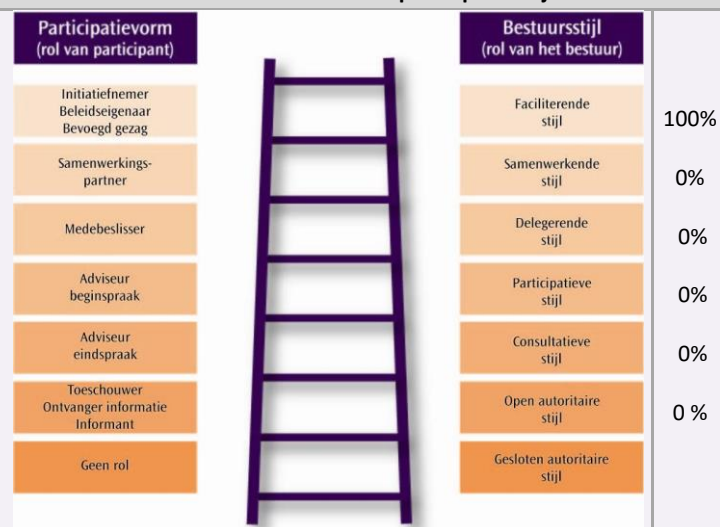 Participatievorm
(rol van participant)
Bestuursstijl
(rol van het bestuur)
Initiatiefnemer
Beleidseigenaar
Bevoegd gezag
Faciliterende
stijl
100%
Samenwerkings-
partner
Samenwerkende
stijl
0%
Medebeslisser
Delegerende
stijl
0%
Adviseur
beginspraak
Participatieve
stijl
0%
Adviseur
eindspraak
Consultatieve
stijl
0%
Toeschouwer
Ontvanger informatie
Informant
Open autoritaire
stijl
0 %
Geen rol
Gesloten autoritaire
stijl